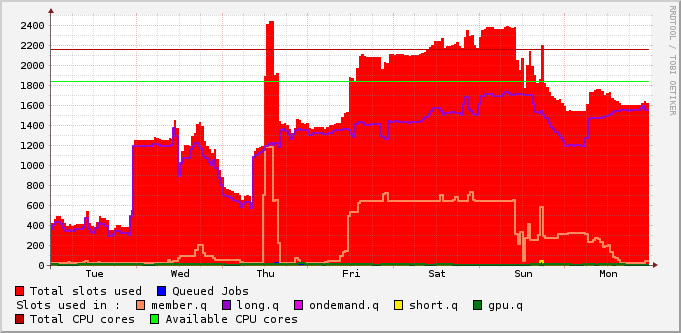 2400
2200
2000
1800
1600
1400
1200
1000
800
600
400
200
0
Tue Wed Thu Fri Sat Sun Mon
RRDTOOL / TOBI OETIKER
Total slots used Queued Jobs
Slots used in : member.q long.q ondemand.q short.q gpu.q
Total CPU cores Available CPU cores